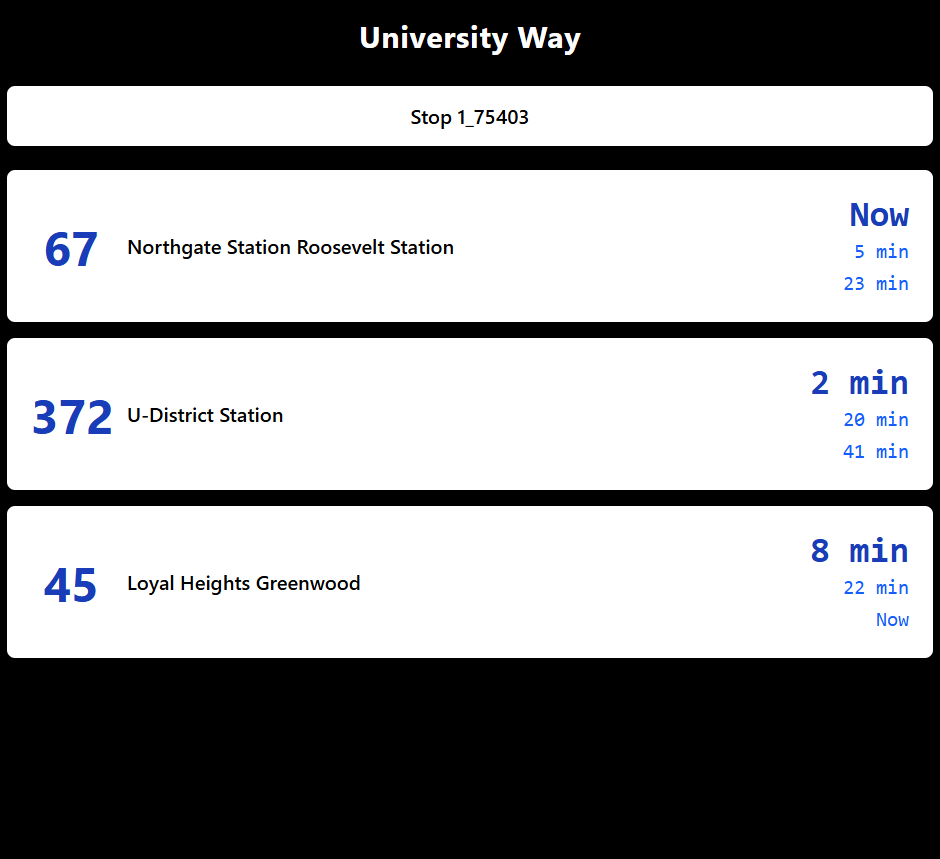 University Way
Stop 1_75403
67 Northgate Station Roosevelt Station
Now
5 min
23 min
372 U-District Station
2 min
20 min
41 min
45 Loyal Heights Greenwood
8 min
22 min
Now